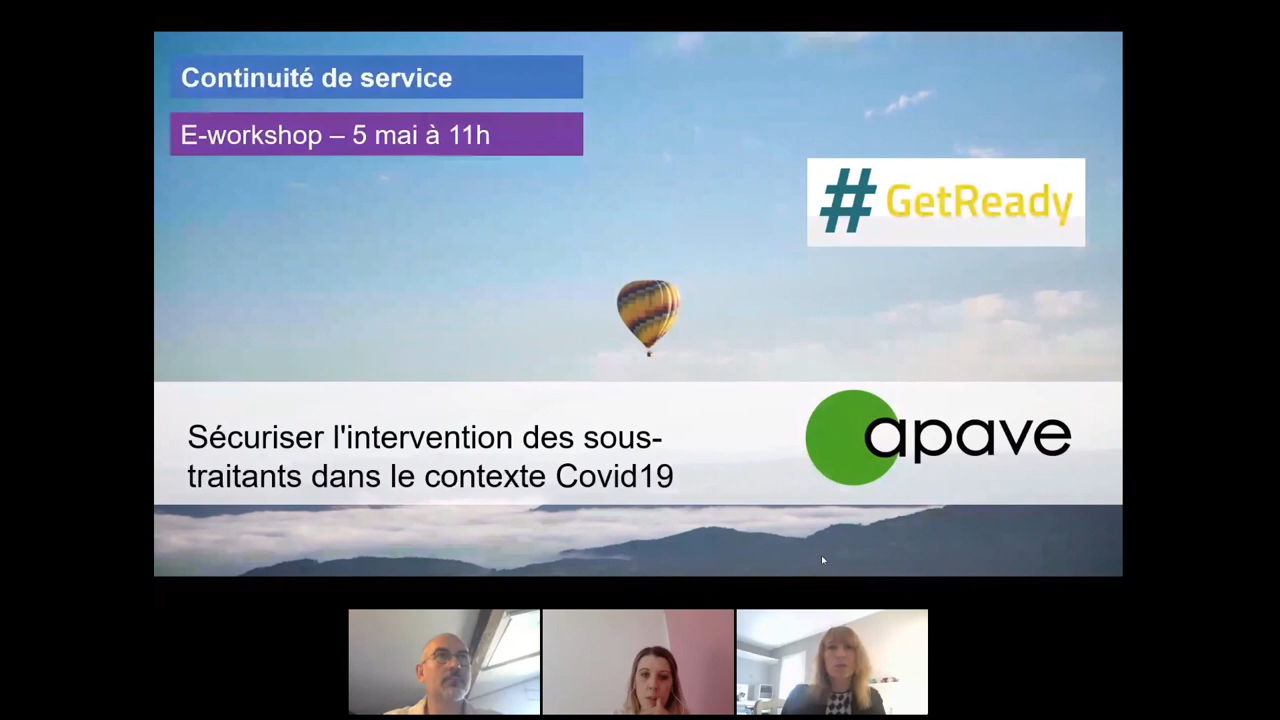 Continuité de service
E-workshop – 5 mai à 11h
#GetReady
Sécuriser l'intervention des sous-
traitants dans le contexte Covid19
apave